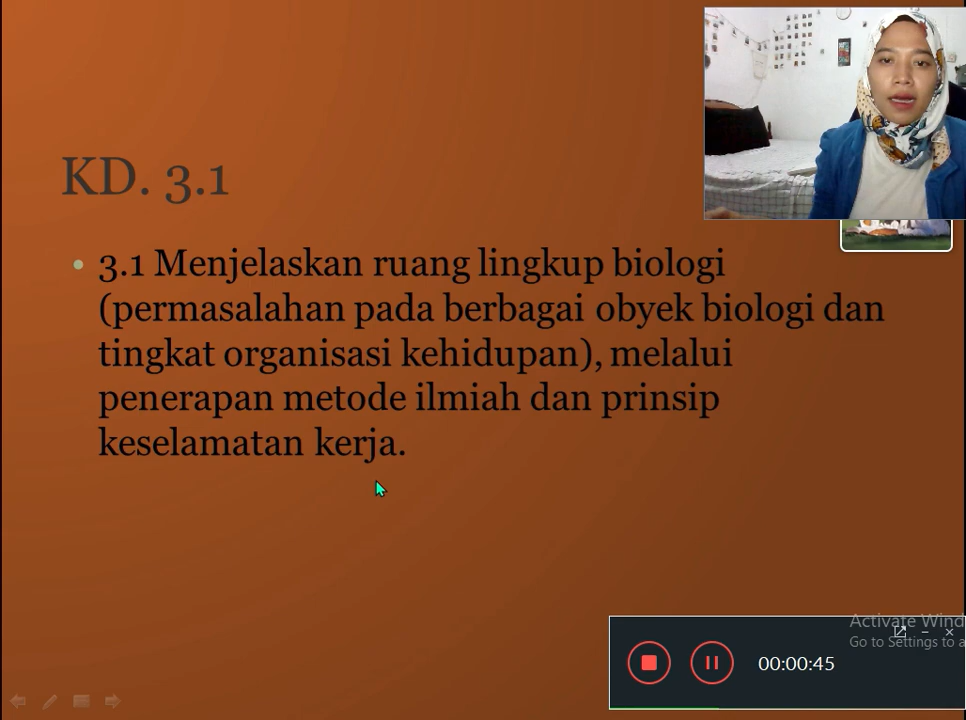 KD. 3.1
• 3.1 Menjelaskan ruang lingkup biologi
(permasalahan pada berbagai obyek biologi dan
tingkat organisasi kehidupan), melalui
penerapan metode ilmiah dan prinsip
keselamatan kerja.
Activate Wind
Go to Settings to a
00:00:45